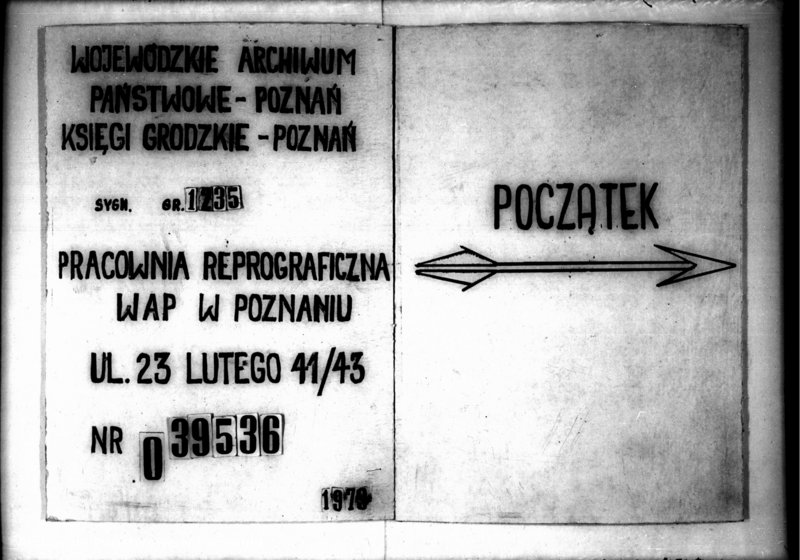 WOJEWÓDZKIE ARCHIWUM
PAŃSTWOWE - POZNAŃ
KSIĘGI GRODZKIE - POZNAŃ
SYGN. GR. 1235
PRACOWNIA REPROGRAFICZNA
WAP W POZNANIU
UL. 23 LUTEGO 41/43
NR 039536
POCZĄTEK